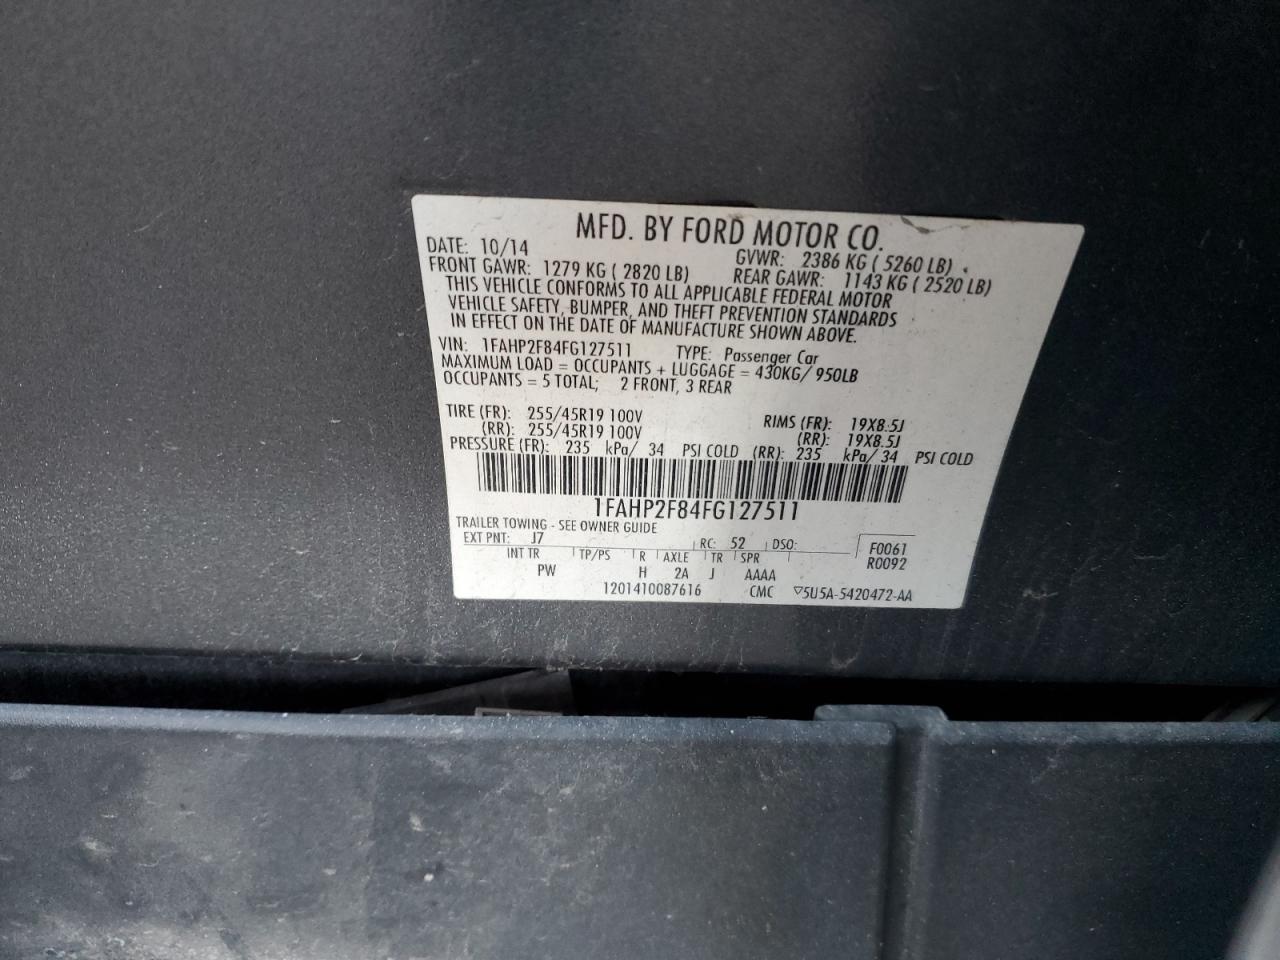 MFD. BY FORD MOTOR CO.
DATE: 10/14 GVWR: 2386 KG ( 5260 LB)
FRONT GAWR: 1279 KG ( 2820 LB) REAR GAWR: 1143 KG ( 2520 LB)
THIS VEHICLE CONFORMS TO ALL APPLICABLE FEDERAL MOTOR
VEHICLE SAFETY, BUMPER, AND THEFT PREVENTION STANDARDS
IN EFFECT ON THE DATE OF MANUFACTURE SHOWN ABOVE.
VIN: 1FAHP2F84FG127511 TYPE: Passenger Car
MAXIMUM LOAD = OCCUPANTS + LUGGAGE = 430KG/ 950LB
OCCUPANTS = 5 TOTAL; 2 FRONT, 3 REAR
TIRE (FR): 255/45R19 100V RIMS (FR): 19X8.5J
(RR): 255/45R19 100V (RR): 19X8.5J
PRESSURE (FR): 235 kPa/ 34 PSI COLD (RR): 235 kPa/ 34 PSI COLD
1FAHP2F84FG127511
TRAILER TOWING - SEE OWNER GUIDE
EXT PNT: J7 RC: 52 DSO: F0061
INT TR TP/PS R AXLE TR SPR R0092
PW H 2A J AAAA
1201410087616 CMC ▽5U5A-5420472-AA